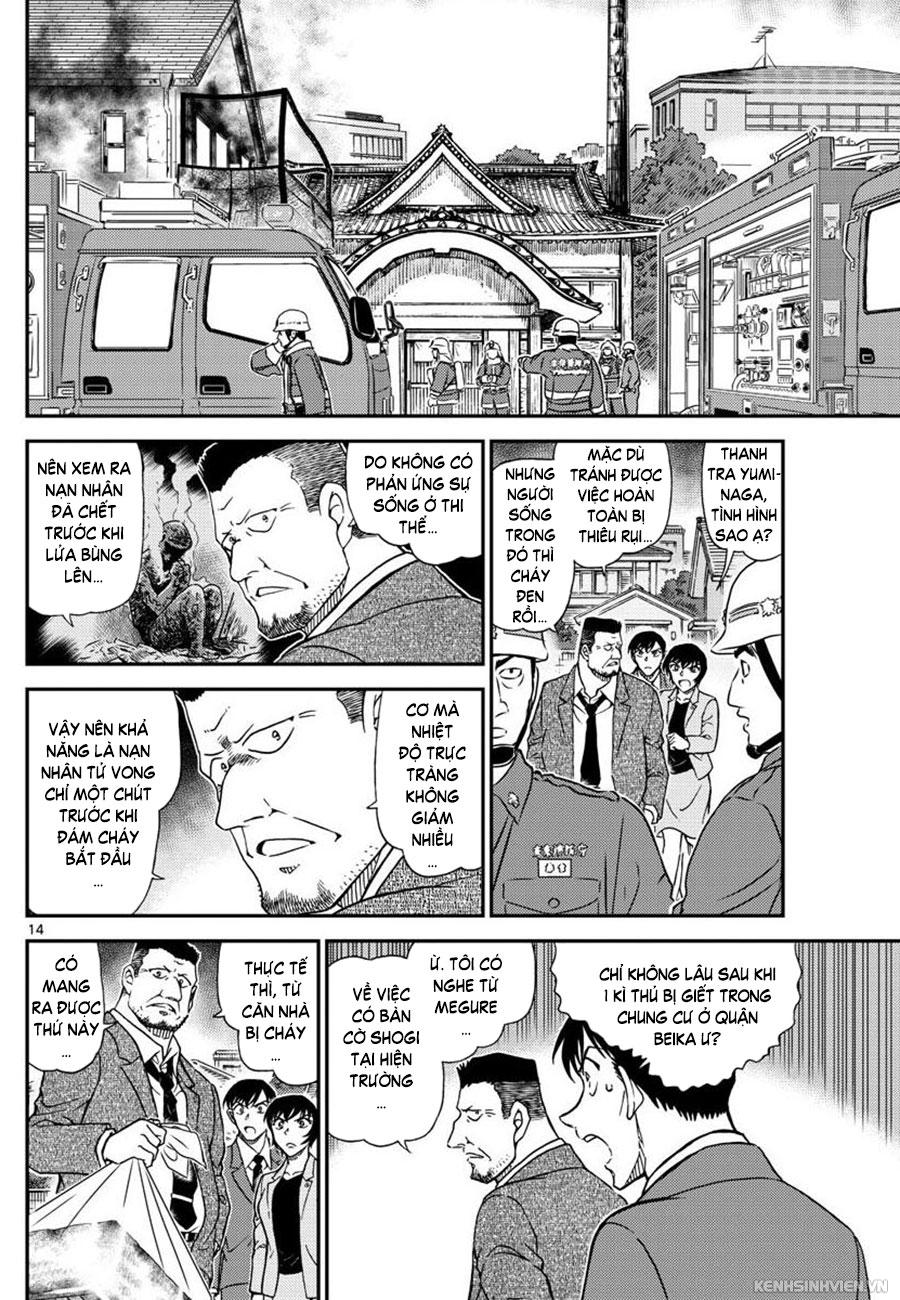 THANH
TRA YUMI-
NAGA,
TÌNH HÌNH
SAO Ạ?
MẶC DÙ
TRÁNH ĐƯỢC
VIỆC HOÀN
TOÀN BỊ
THIÊU RỤI...
NHƯNG
NGƯỜI
SỐNG
TRONG
ĐÓ THÌ
CHÁY
ĐEN
RỒI...
DO KHÔNG CÓ
PHẢN ỨNG SỰ
SỐNG Ở THI
THỂ...
NÊN XEM RA
NẠN NHÂN
ĐÃ CHẾT
TRƯỚC KHI
LỬA BÙNG
LÊN...
CƠ MÀ
NHIỆT
ĐỘ TRỰC
TRÀNG
KHÔNG
GIẢM
NHIỀU
...
VẬY NÊN KHẢ
NĂNG LÀ NẠN
NHÂN TỬ VONG
CHỈ MỘT CHÚT
TRƯỚC KHI
ĐÁM CHÁY
BẮT ĐẦU
...
14
CHỈ KHÔNG LÂU SAU KHI
1 KÌ THỦ BỊ GIẾT TRONG
CHUNG CƯ Ở QUẬN
BEIKA Ư?
Ừ. TÔI CÓ
NGHE TỪ
MEGURE
...
VỀ VIỆC
CÓ BÀN
CỜ SHOGI
TẠI HIỆN
TRƯỜNG
...
THỰC TẾ
THÌ, TỪ
CĂN NHÀ
BỊ CHÁY
...
CÓ
MANG
RA ĐƯỢC
THỨ NÀY
...
KENHSINHVIEN.VN